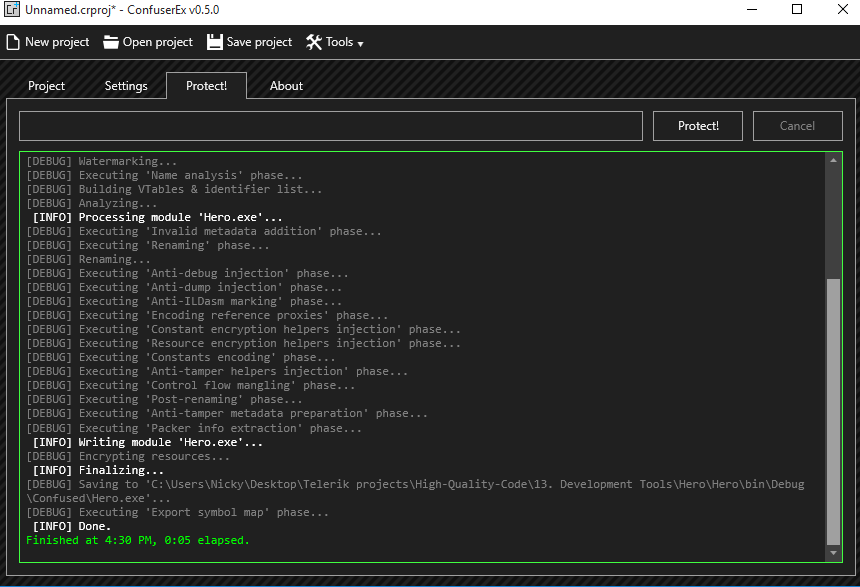 Cr Unnamed.crproj* - ConfuserEx v0.5.0
New project Open project Save project Tools
Project Settings Protect! About
Protect! Cancel
[DEBUG] Watermarking...
[DEBUG] Executing 'Name analysis' phase...
[DEBUG] Building VTables & identifier list...
[DEBUG] Analyzing...
[INFO] Processing module 'Hero.exe'...
[DEBUG] Executing 'Invalid metadata addition' phase...
[DEBUG] Executing 'Renaming' phase...
[DEBUG] Renaming...
[DEBUG] Executing 'Anti-debug injection' phase...
[DEBUG] Executing 'Anti-dump injection' phase...
[DEBUG] Executing 'Anti-ILDasm marking' phase...
[DEBUG] Executing 'Encoding reference proxies' phase...
[DEBUG] Executing 'Constant encryption helpers injection' phase...
[DEBUG] Executing 'Resource encryption helpers injection' phase...
[DEBUG] Executing 'Constants encoding' phase...
[DEBUG] Executing 'Anti-tamper helpers injection' phase...
[DEBUG] Executing 'Control flow mangling' phase...
[DEBUG] Executing 'Post-renaming' phase...
[DEBUG] Executing 'Anti-tamper metadata preparation' phase...
[DEBUG] Executing 'Packer info extraction' phase...
[INFO] Writing module 'Hero.exe'...
[DEBUG] Encrypting resources...
[INFO] Finalizing...
[DEBUG] Saving to 'C:\Users\Nicky\Desktop\Telerik projects\High-Quality-Code\13. Development Tools\Hero\Hero\bin\Debug
\Confused\Hero.exe'...
[DEBUG] Executing 'Export symbol map' phase...
[INFO] Done.
Finished at 4:30 PM, 0:05 elapsed.